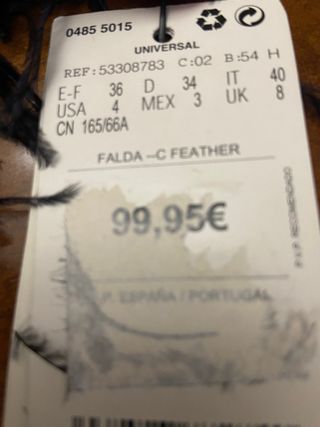 0485 5015
UNIVERSAL
REF:53308783 C:02 B:54 H
E-F 36 D 34 IT 40
USA 4 MEX 3 UK 8
CN 165/66A
FALDA –C FEATHER
99,95€
P. ESPAÑA / PORTUGAL
P.V.P. RECOMENDADO